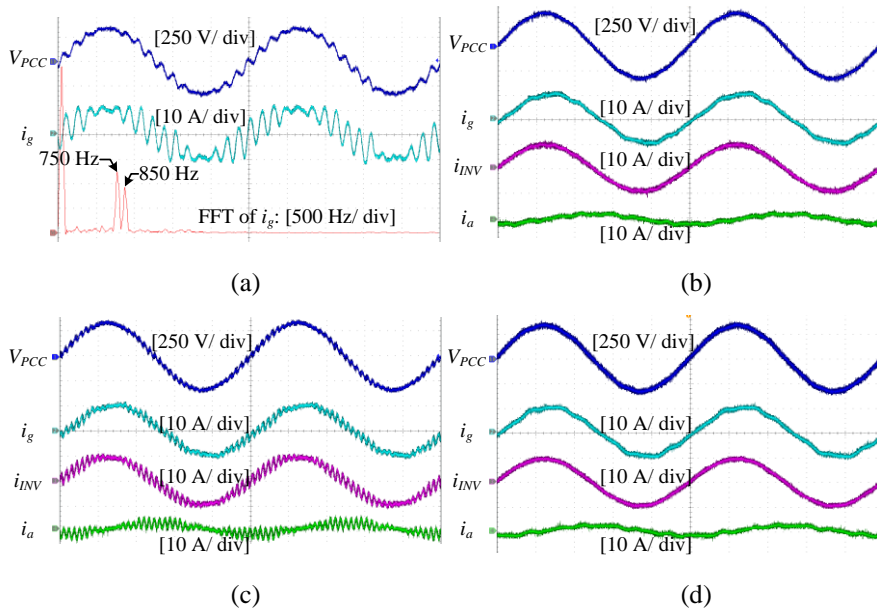 [250 V/ div]
V_PCC
[10 A/ div]
i_g
750 Hz
850 Hz
FFT of i_g: [500 Hz/ div]
(a)
[250 V/ div]
V_PCC
[10 A/ div]
i_g
[10 A/ div]
i_INV
i_a
[10 A/ div]
(b)
[250 V/ div]
V_PCC
[10 A/ div]
i_g
[10 A/ div]
i_INV
i_a
[10 A/ div]
(c)
[250 V/ div]
V_PCC
[10 A/ div]
i_g
[10 A/ div]
i_INV
i_a
[10 A/ div]
(d)